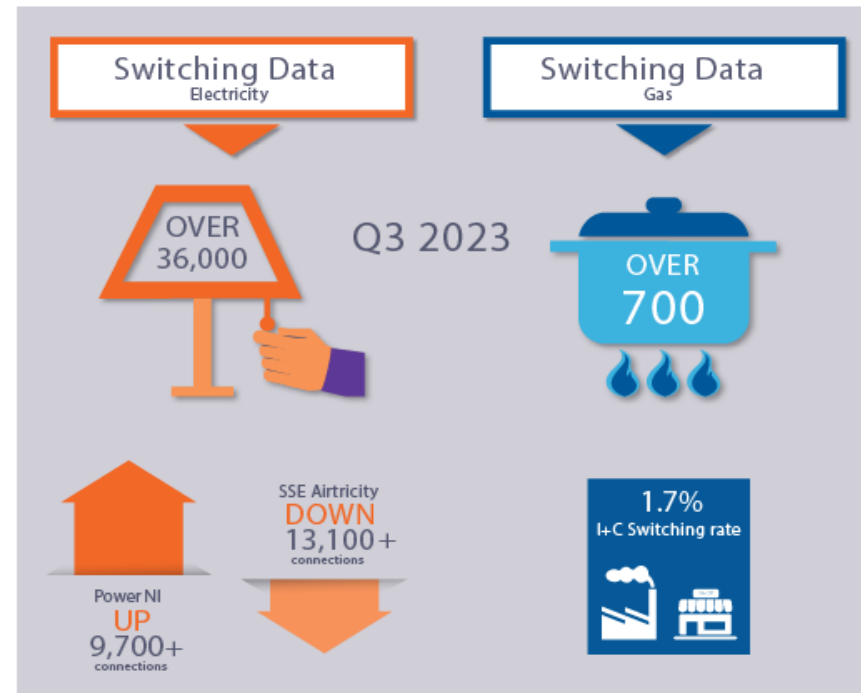 Switching Data
Electricity
Switching Data
Gas
OVER
36,000
Q3 2023
OVER
700
Power NI
UP
9,700+
connections
SSE Airtricity
DOWN
13,100+
connections
1.7%
I+C Switching rate